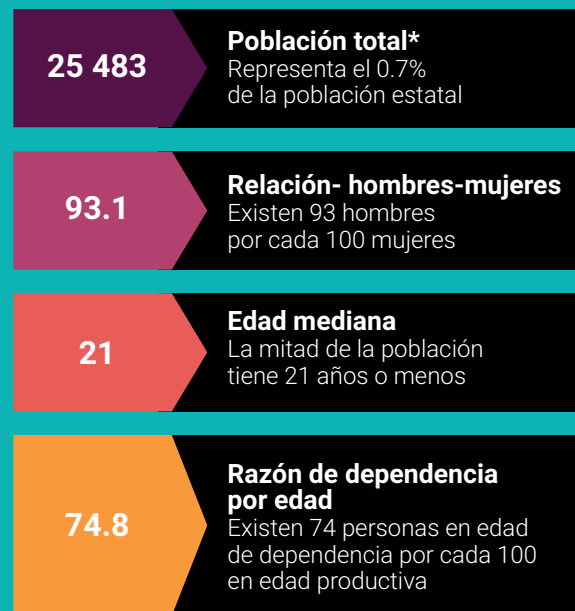 25 483
Población total*
Representa el 0.7%
de la población estatal
93.1
Relación- hombres-mujeres
Existen 93 hombres
por cada 100 mujeres
21
Edad mediana
La mitad de la población
tiene 21 años o menos
74.8
Razón de dependencia
por edad
Existen 74 personas en edad
de dependencia por cada 100
en edad productiva